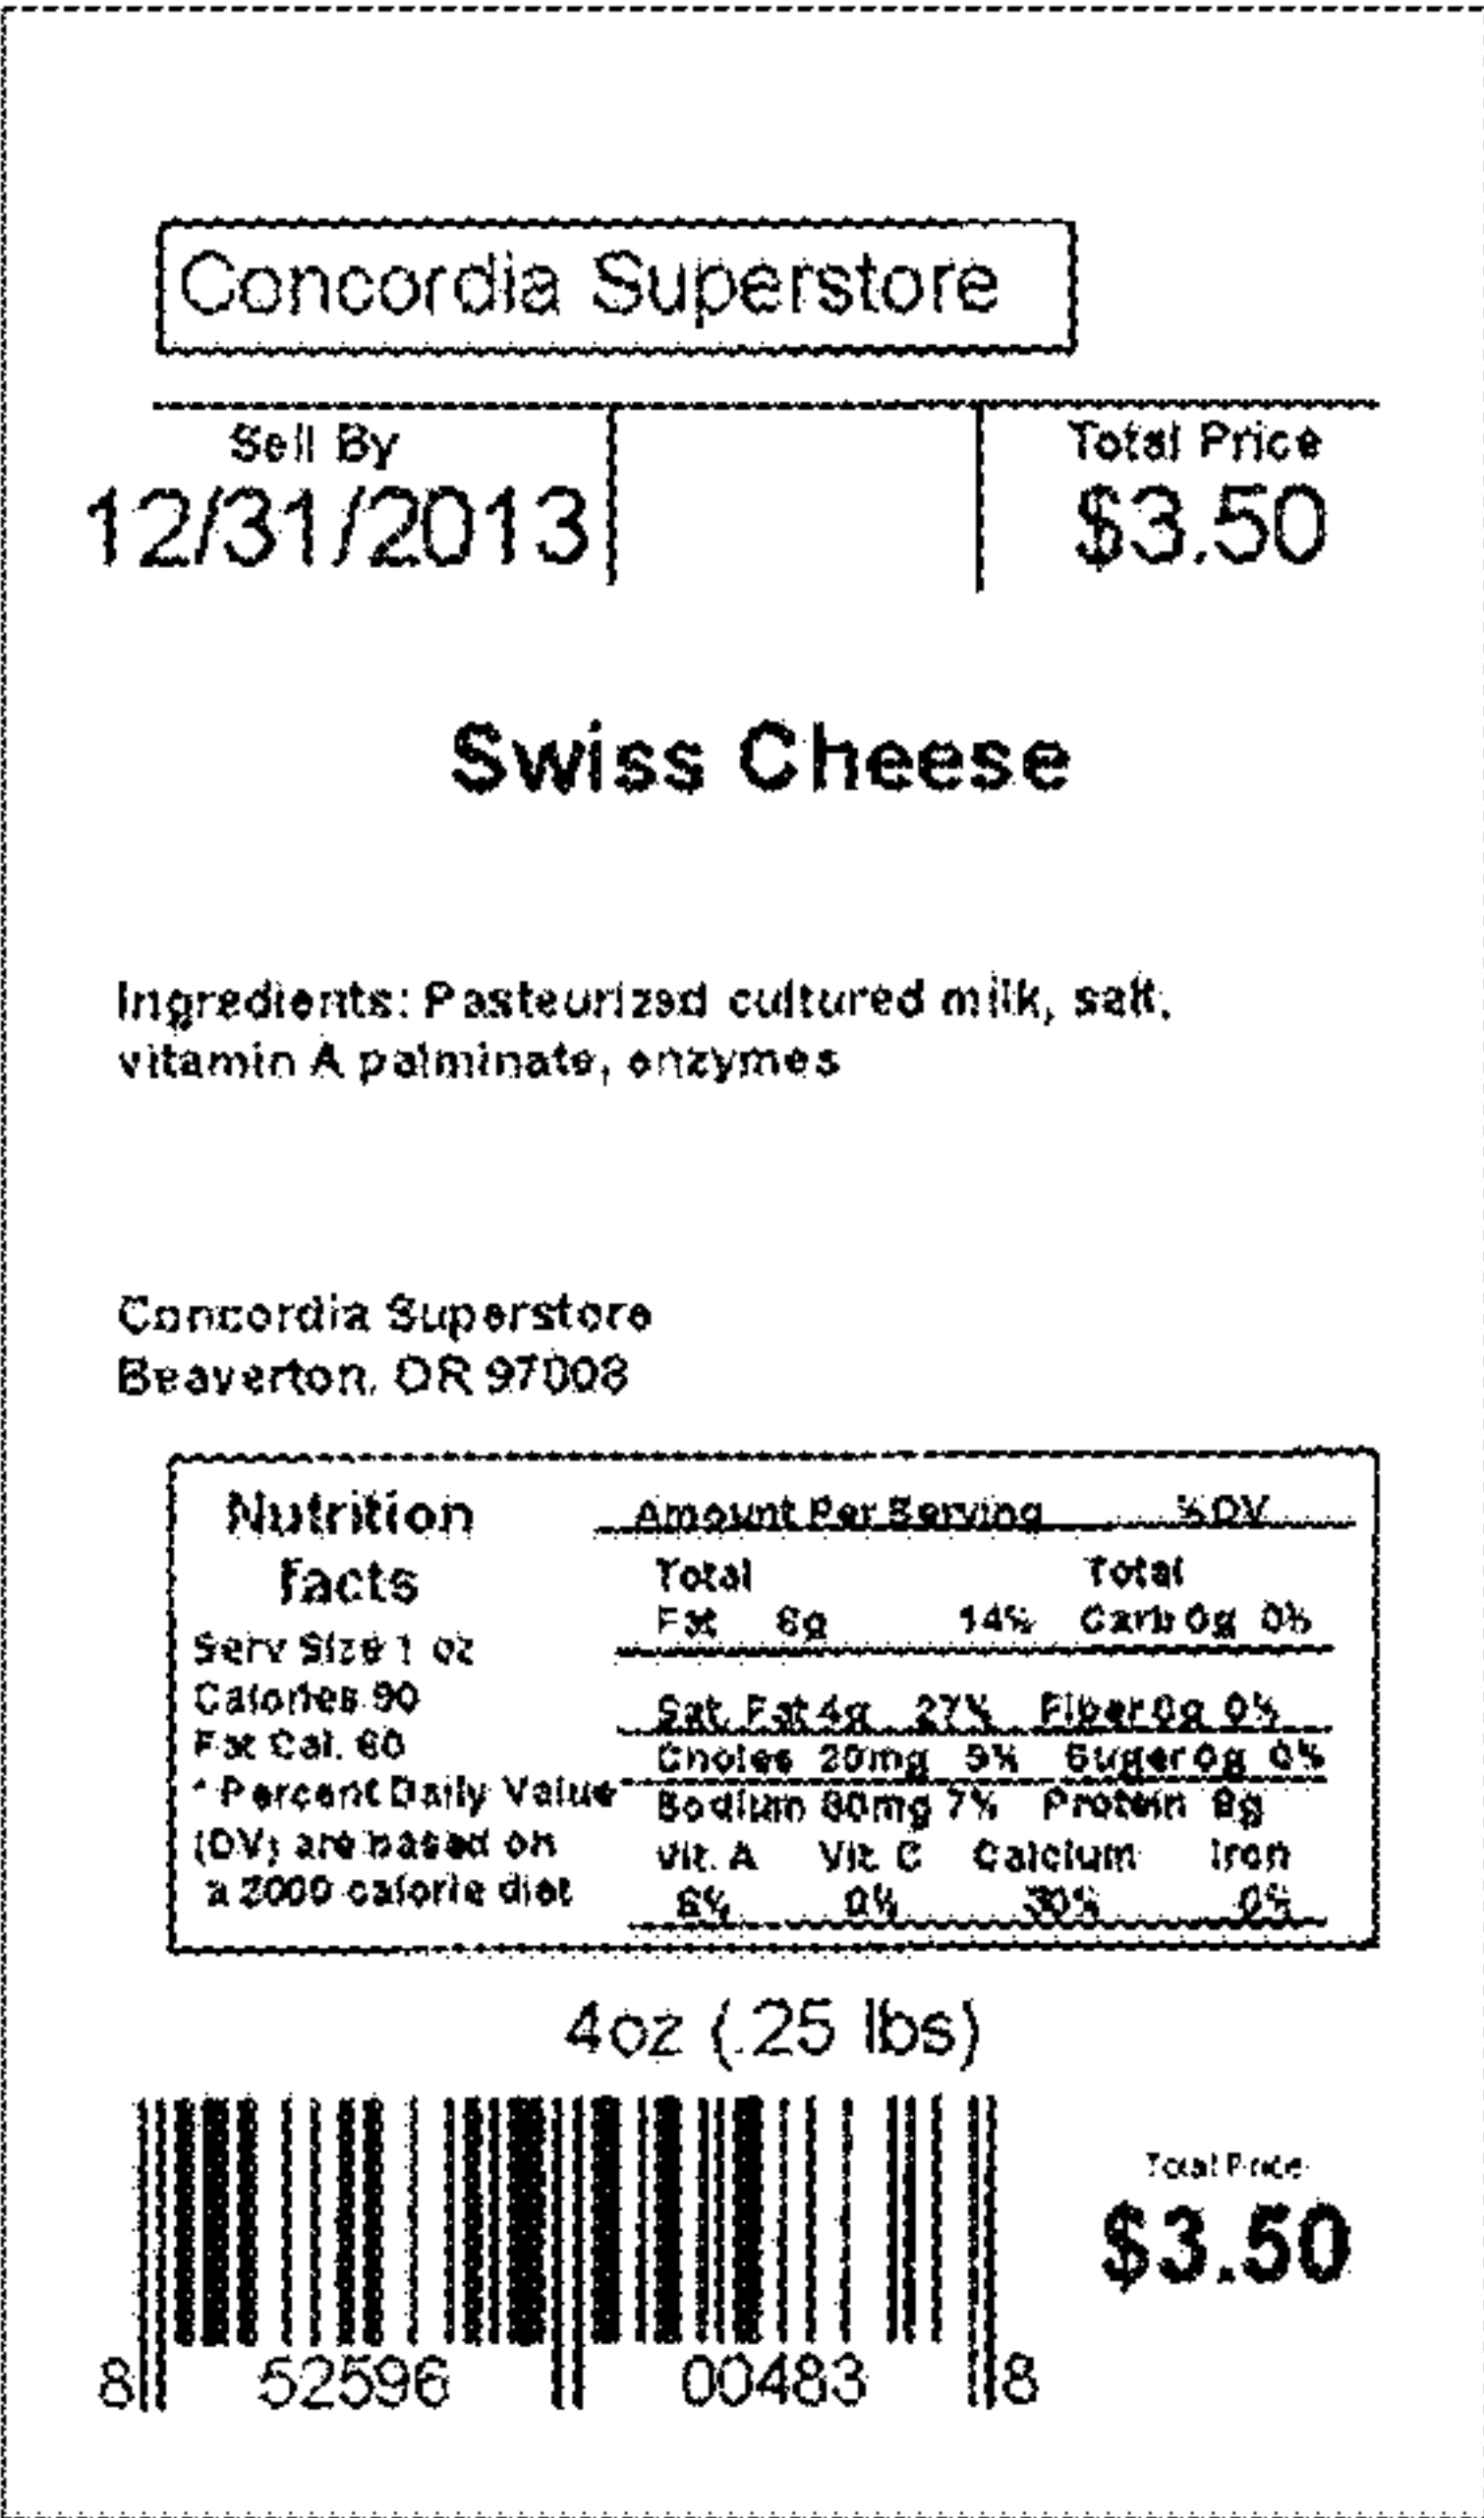 Concordia Superstore
Sell By Total Price
12/31/2013 $3.50
Swiss Cheese
Ingredients: Pasteurized cultured milk, salt,
vitamin A palminate, enzymes
Concordia Superstore
Beaverton, OR 97008
Nutrition
facts
Serv Size 1 oz
Calories 90
Fat Cal. 60
* Percent Daily Value
(DV) are based on
a 2000 calorie diet
Amount Per Serving %DV
Total Total
Fat 14% Carb 0g 0%
Sat. Fat 4g 27% Fiber 0g 0%
Choles 20mg Suger 0g 0%
Sodium 7% Protein
Vit. A Vit. C Calcium Iron
6% 0% 30% 0%
4oz (.25 lbs)
Total Price
$3.50
8 52596 00483 8